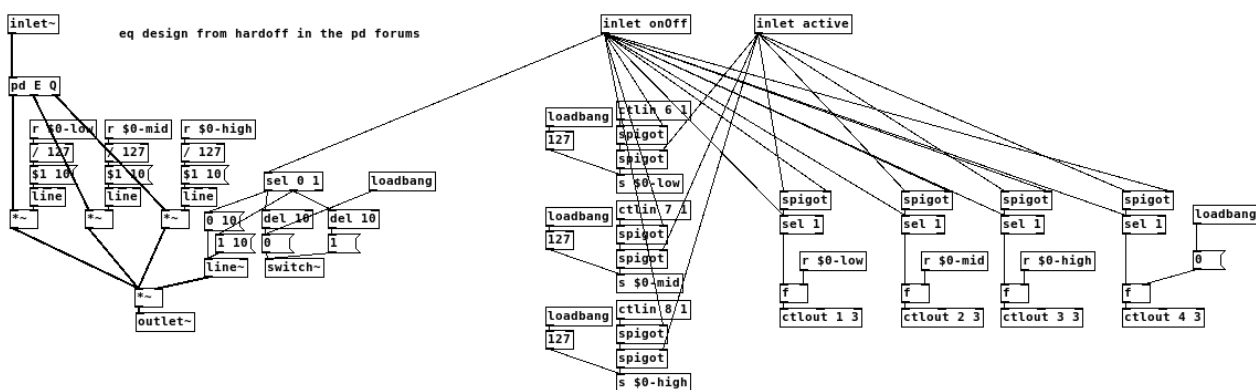 inlet~
eq design from hardoff in the pd forums
inlet onOff
inlet active
pd E Q
r $0-low
r $0-mid
r $0-high
/ 127
/ 127
/ 127
$1 10
$1 10
$1 10
line
line
line
*~
*~
*~
sel 0 1
loadbang
0 10
del 10
del 10
1 10
0
1
line~
switch~
*~
outlet~
loadbang
ctlin 6 1
127
spigot
spigot
s $0-low
loadbang
ctlin 7 1
127
spigot
spigot
s $0-mid
loadbang
ctlin 8 1
127
spigot
spigot
s $0-high
spigot
spigot
spigot
spigot
sel 1
sel 1
sel 1
sel 1
loadbang
r $0-low
r $0-mid
r $0-high
0
f
f
f
f
ctlout 1 3
ctlout 2 3
ctlout 3 3
ctlout 4 3